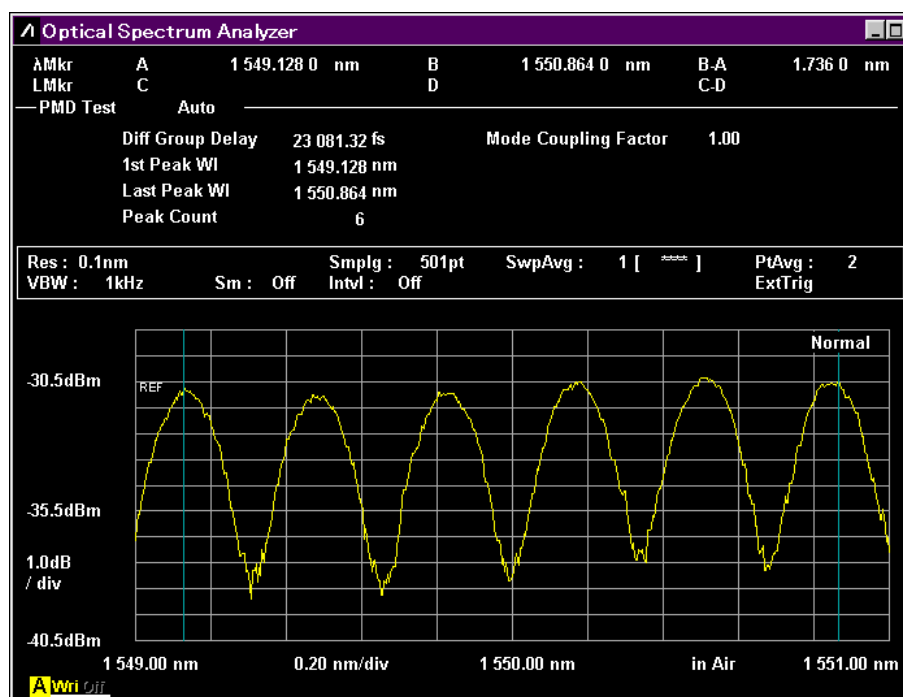 Optical Spectrum Analyzer
λMkr A 1 549.128 0 nm B 1 550.864 0 nm B-A 1.736 0 nm
LMkr C D C-D
PMD Test Auto
Diff Group Delay 23 081.32 fs Mode Coupling Factor 1.00
1st Peak Wl 1 549.128 nm
Last Peak Wl 1 550.864 nm
Peak Count 6
Res : 0.1nm Smplg : 501pt SwpAvg : 1 [ **** ] PtAvg : 2
VBW : 1kHz Sm : Off Intvl : Off ExtTrig
Normal
-30.5dBm REF
-35.5dBm
1.0dB
/ div
-40.5dBm
1 549.00 nm 0.20 nm/div 1 550.00 nm in Air 1 551.00 nm
A Wri Off